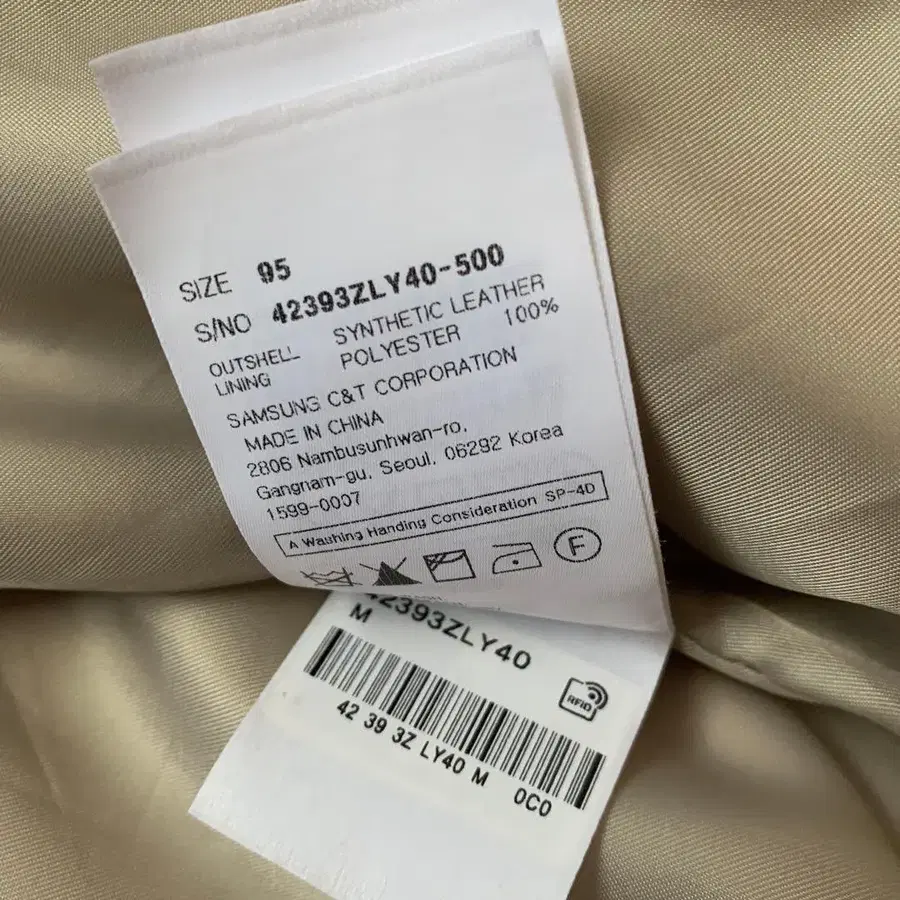 SIZE 95
S/NO 42393ZLY40-500
OUTSHELL SYNTHETIC LEATHER
LINING POLYESTER 100%
SAMSUNG C&T CORPORATION
MADE IN CHINA
2806 Nambusunhwan-ro,
Gangnam-gu, Seoul, 06292 Korea
1599-0007
A Washing Handing Consideration SP-4D
F
42393ZLY40
M
RFID
42 39 3Z LY40 M 0C0